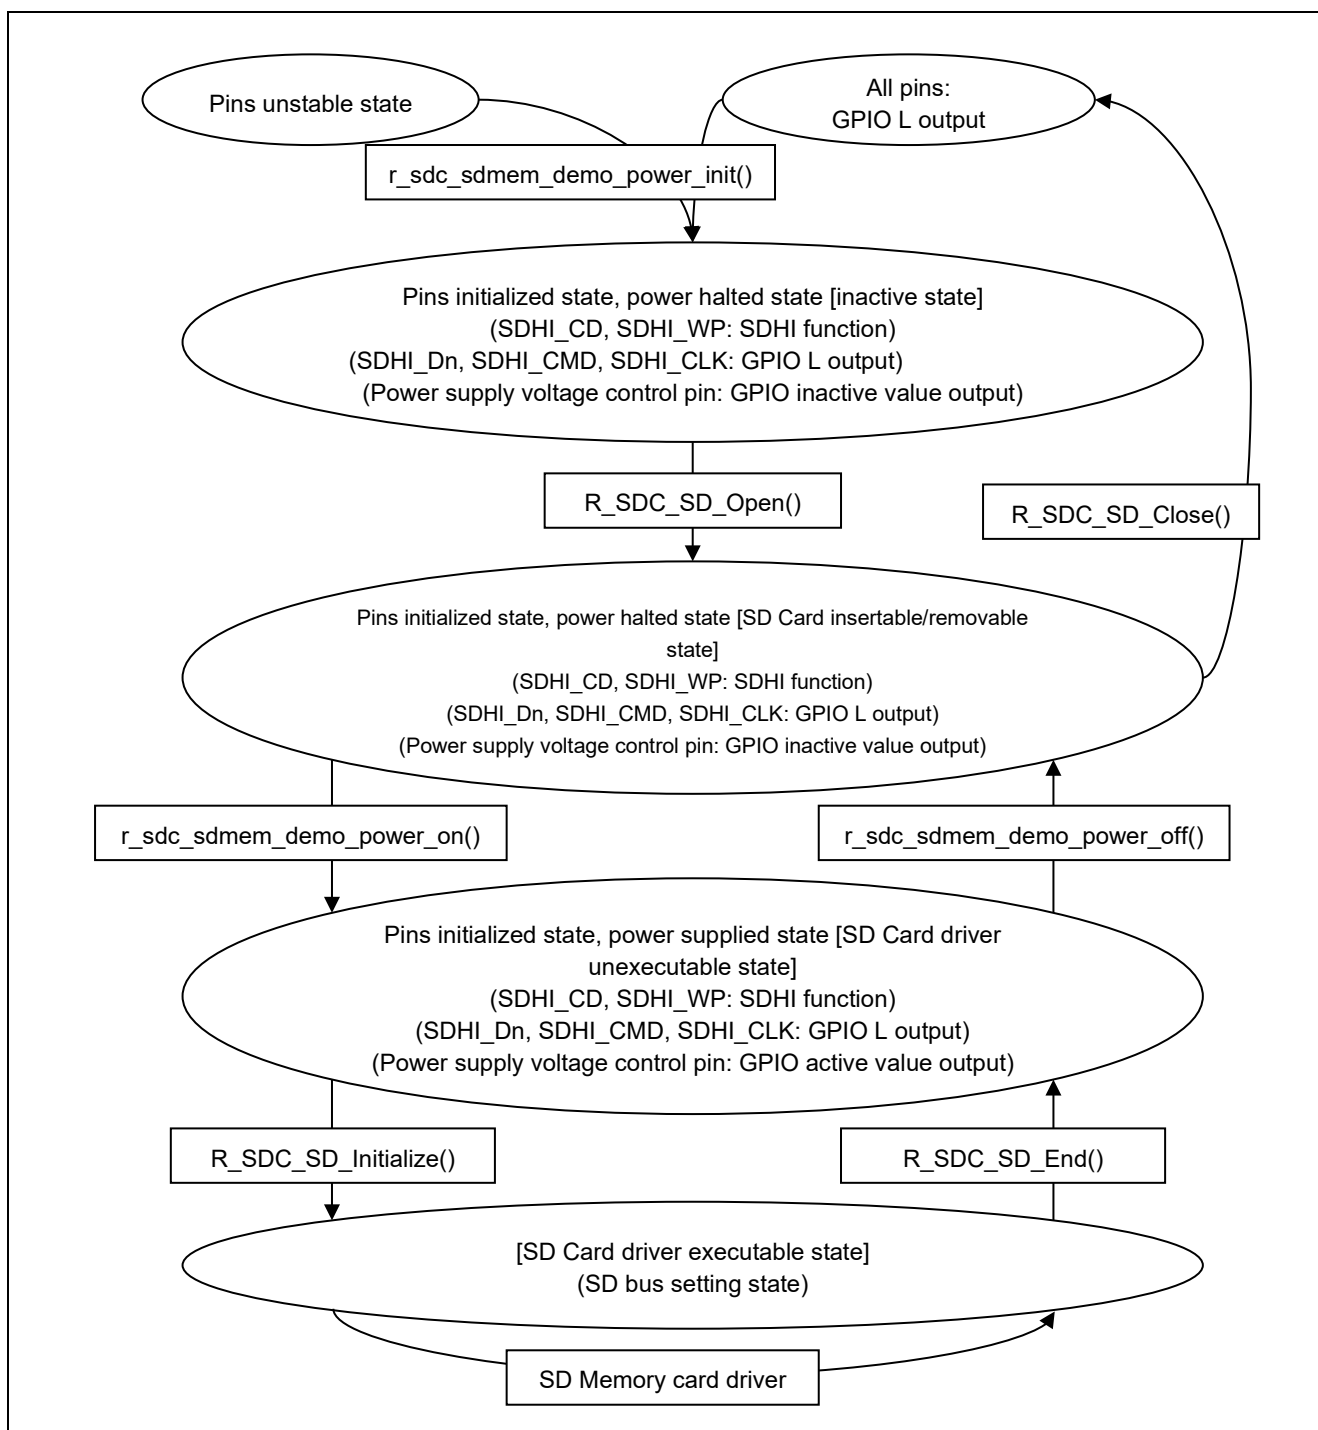 Pins unstable state
All pins:
GPIO L output
r_sdc_sdmem_demo_power_init()
Pins initialized state, power halted state [inactive state]
(SDHI_CD, SDHI_WP: SDHI function)
(SDHI_Dn, SDHI_CMD, SDHI_CLK: GPIO L output)
(Power supply voltage control pin: GPIO inactive value output)
R_SDC_SD_Open()
R_SDC_SD_Close()
Pins initialized state, power halted state [SD Card insertable/removable
state]
(SDHI_CD, SDHI_WP: SDHI function)
(SDHI_Dn, SDHI_CMD, SDHI_CLK: GPIO L output)
(Power supply voltage control pin: GPIO inactive value output)
r_sdc_sdmem_demo_power_on()
r_sdc_sdmem_demo_power_off()
Pins initialized state, power supplied state [SD Card driver
unexecutable state]
(SDHI_CD, SDHI_WP: SDHI function)
(SDHI_Dn, SDHI_CMD, SDHI_CLK: GPIO L output)
(Power supply voltage control pin: GPIO active value output)
R_SDC_SD_Initialize()
R_SDC_SD_End()
[SD Card driver executable state]
(SD bus setting state)
SD Memory card driver